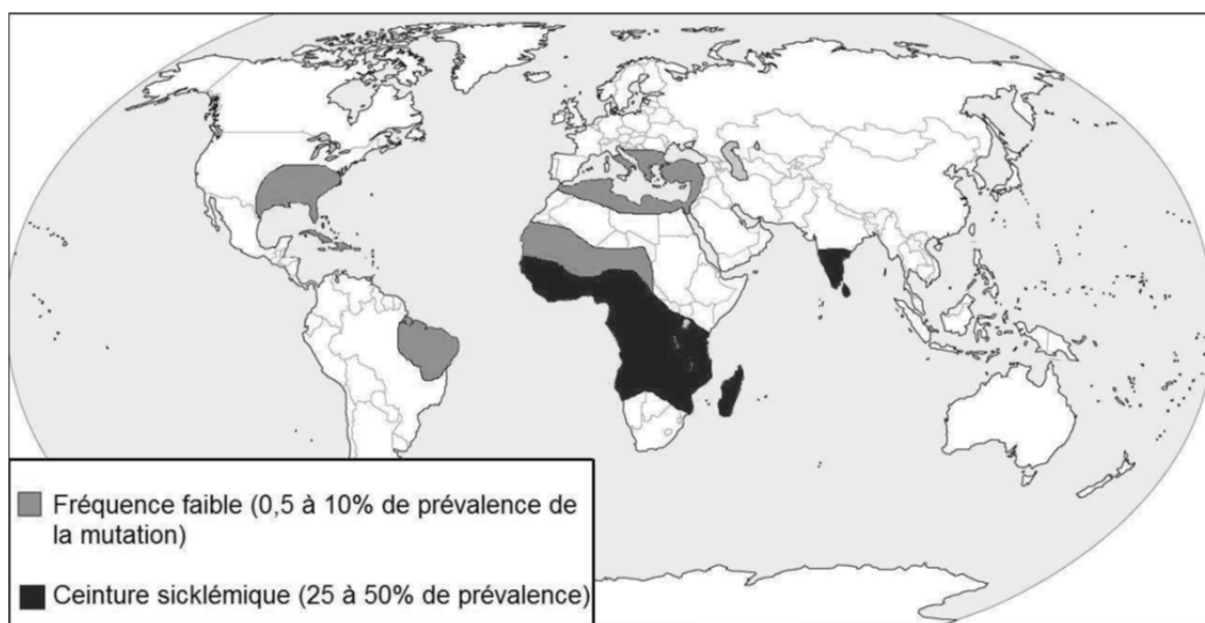 Fréquence faible (0,5 à 10% de prévalence de
la mutation)
Ceinture sicklémique (25 à 50% de prévalence)